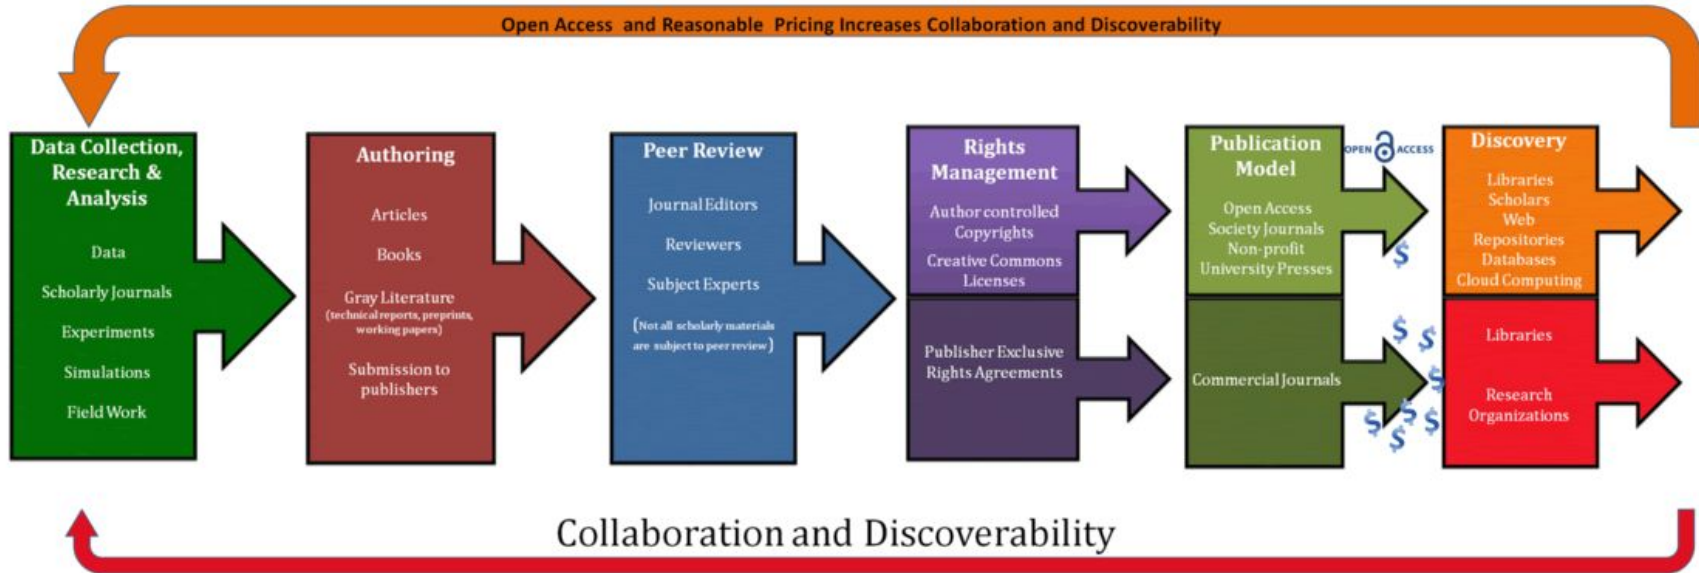 Open Access and Reasonable Pricing Increases Collaboration and Discoverability
Data Collection,
Research &
Analysis
Data
Scholarly Journals
Experiments
Simulations
Field Work
Authoring
Articles
Books
Gray Literature
(technical reports, preprints,
working papers)
Submission to
publishers
Peer Review
Journal Editors
Reviewers
Subject Experts
(Not all scholarly materials
are subject to peer review)
Rights
Management
Author controlled
Copyrights
Creative Commons
Licenses
Publisher Exclusive
Rights Agreements
Publication
Model
Open Access
Society Journals
Non-profit
University Presses
Commercial Journals
OPEN ACCESS
$
$
$
$
$
$
$
$
$
Discovery
Libraries
Scholars
Web
Repositories
Databases
Cloud Computing
Libraries
Research
Organizations
Collaboration and Discoverability